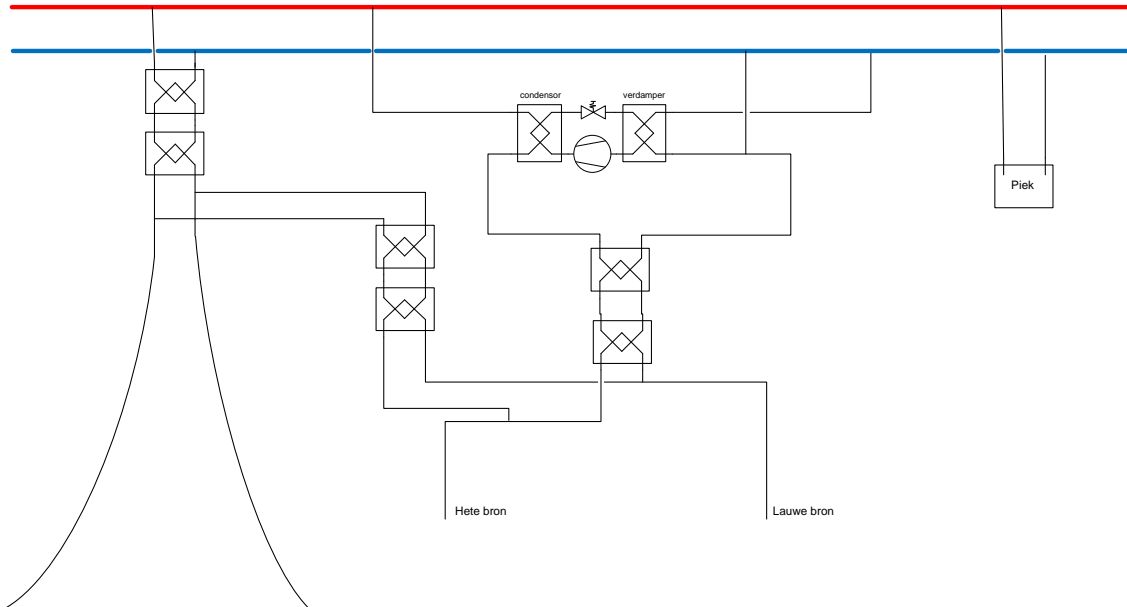 condensor
verdamper
Piek
Hete bron
Lauwe bron